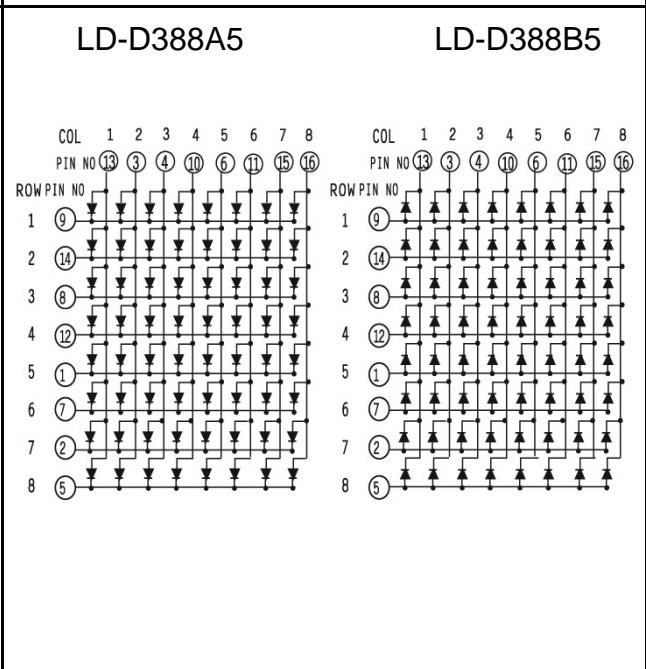 LD-D388A5 LD-D388B5
COL 1 2 3 4 5 6 7 8 COL 1 2 3 4 5 6 7 8
PIN NO 13 3 4 10 6 11 15 16 PIN NO 13 3 4 10 6 11 15 16
ROW PIN NO ROW PIN NO
1 9 1 9
2 14 2 14
3 8 3 8
4 12 4 12
5 1 5 1
6 7 6 7
7 2 7 2
8 5 8 5